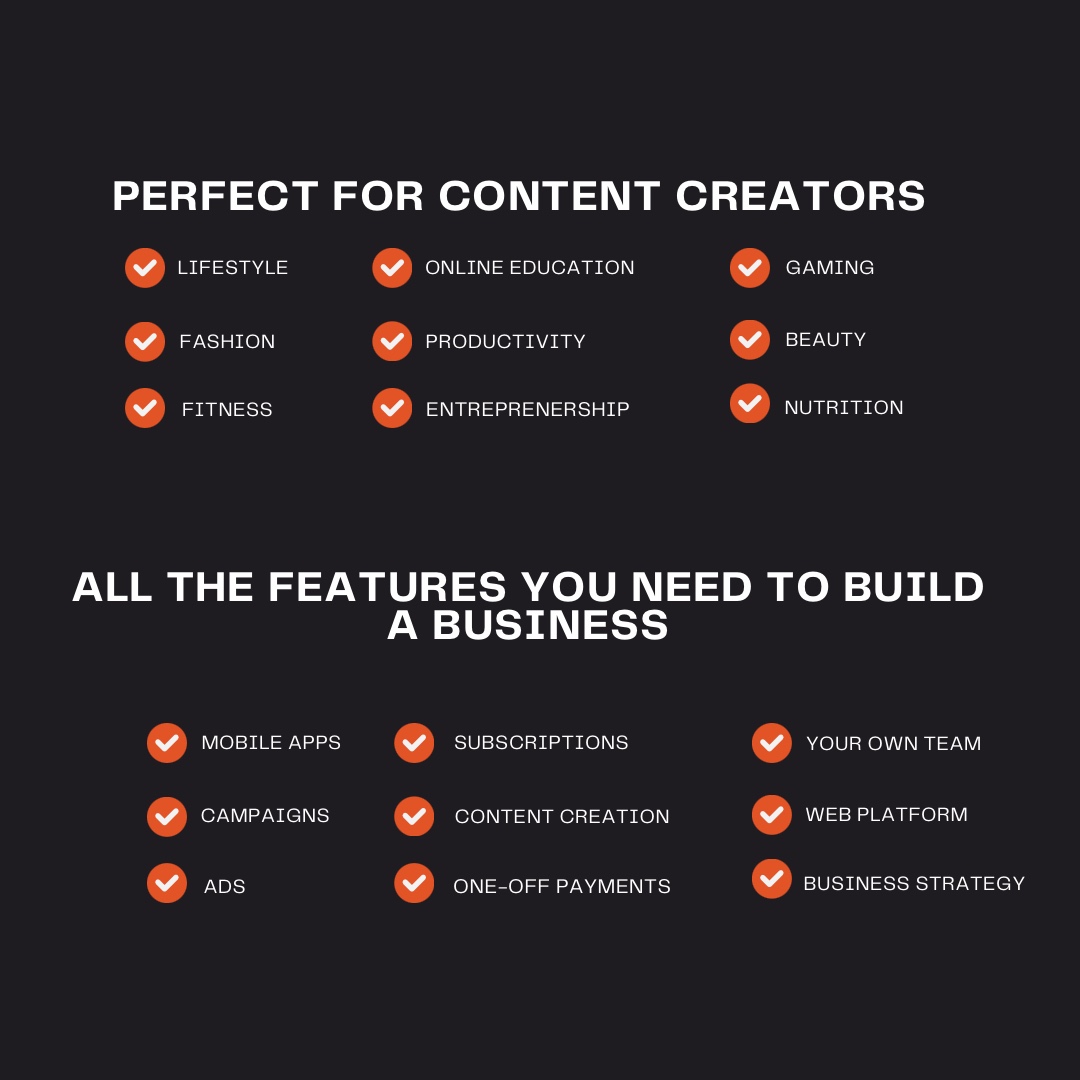 PERFECT FOR CONTENT CREATORS
LIFESTYLE
ONLINE EDUCATION
GAMING
FASHION
PRODUCTIVITY
BEAUTY
FITNESS
ENTREPRENERSHIP
NUTRITION
ALL THE FEATURES YOU NEED TO BUILD
A BUSINESS
MOBILE APPS
SUBSCRIPTIONS
YOUR OWN TEAM
CAMPAIGNS
CONTENT CREATION
WEB PLATFORM
ADS
ONE-OFF PAYMENTS
BUSINESS STRATEGY